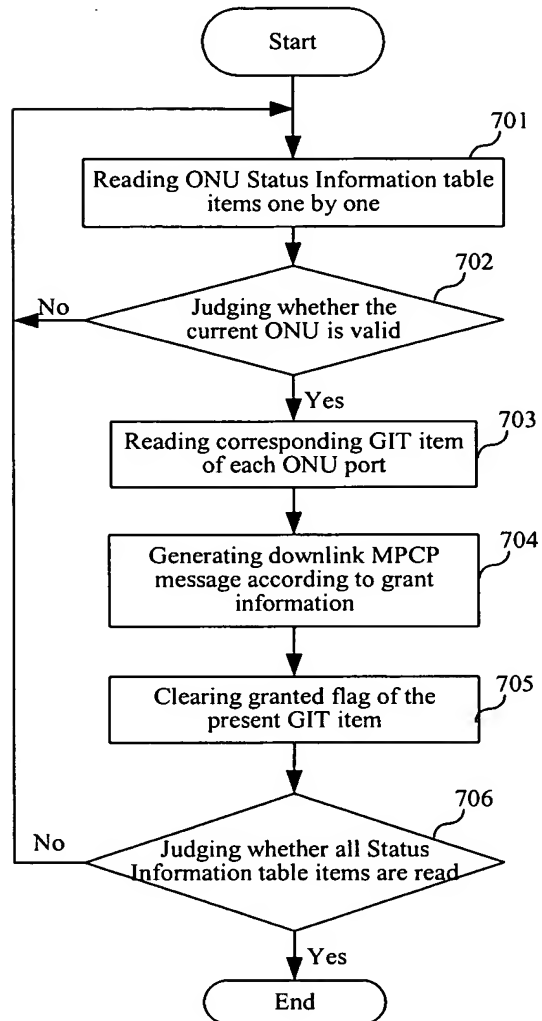 Start
701
Reading ONU Status Information table
items one by one
702
No
Judging whether the
current ONU is valid
Yes
703
Reading corresponding GIT item
of each ONU port
704
Generating downlink MPCP
message according to grant
information
705
Clearing granted flag of the
present GIT item
706
No
Judging whether all Status
Information table items are read
Yes
End